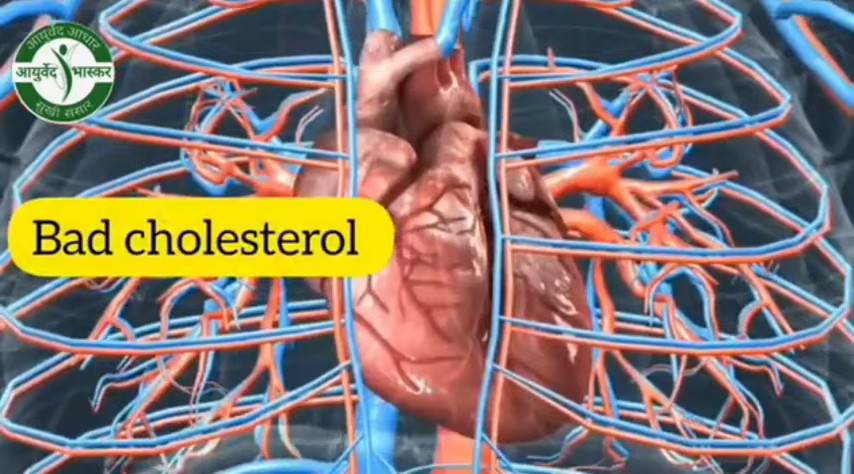 आयुर्वेद आधार
आयुर्वेद भास्कर
सुखी संसार
Bad cholesterol